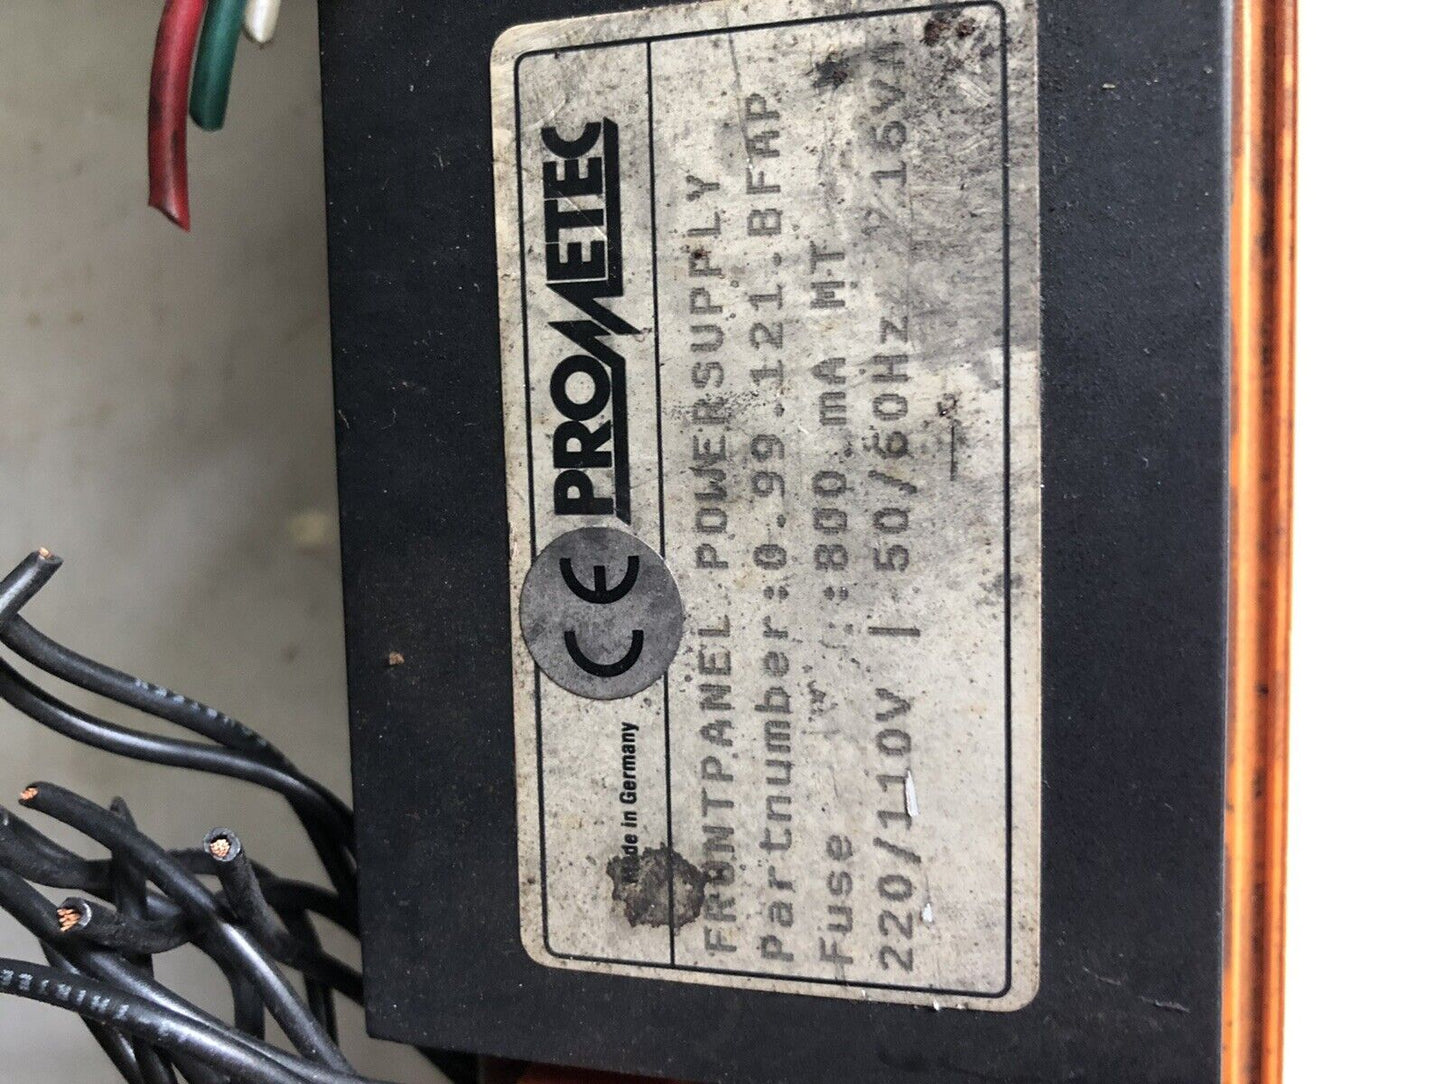 Made in Germany CE PROMETEC ®
FRONTPANEL POWERSUPPLY
Partnumber:0.99.121.BFAP
Fuse :800 mA MT
220/110V | 50/60Hz 15VA